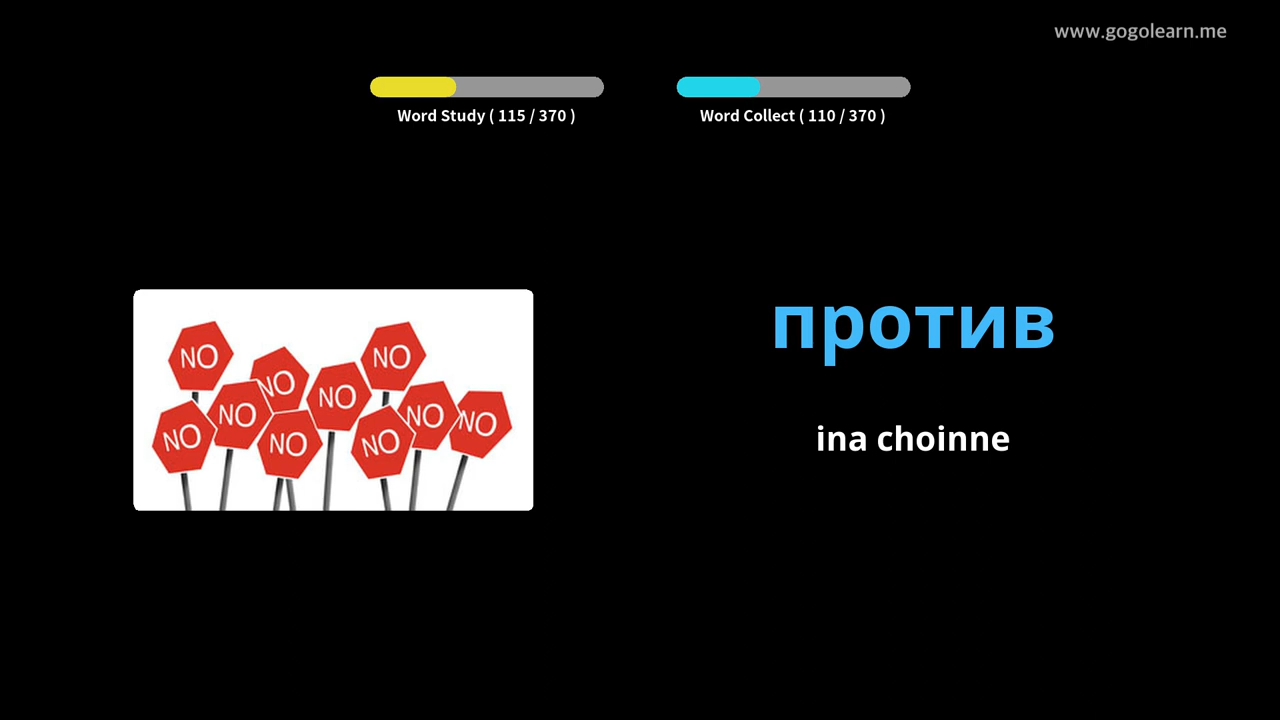 www.gogolearn.me
Word Study ( 115 / 370 )
Word Collect ( 110 / 370 )
NO
NO
NO
NO
NO
NO
NO
NO
NO
NO
против
ina choinne